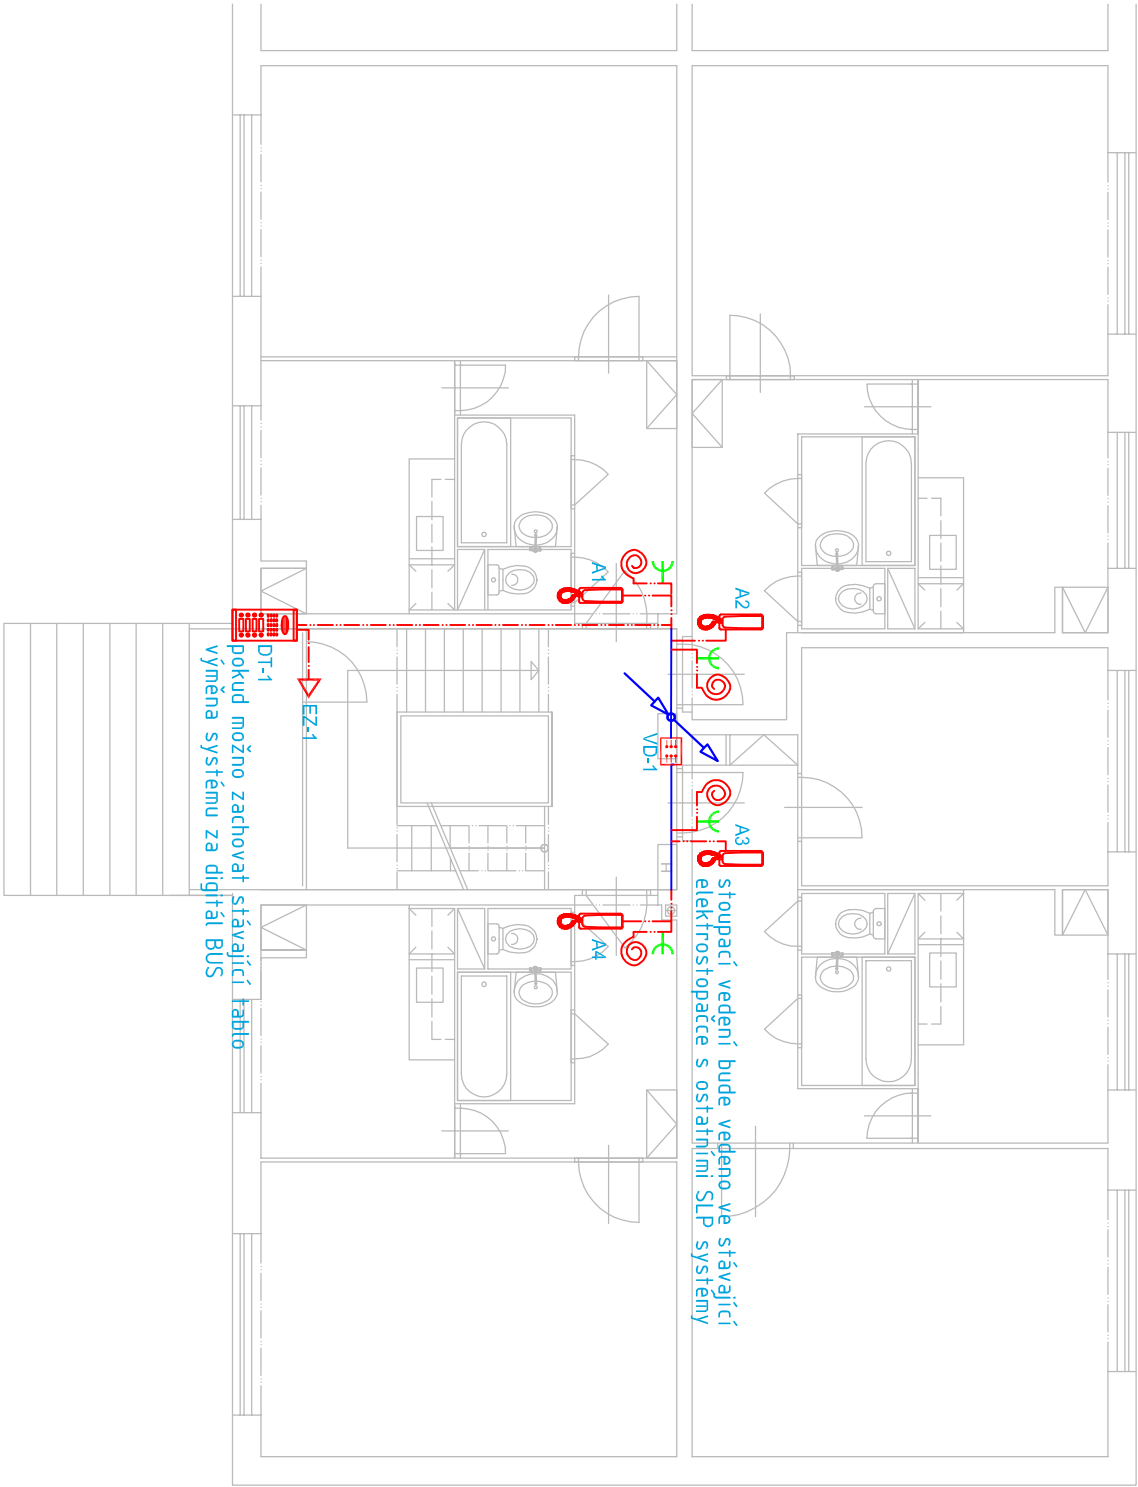 A1
A2
DT-1
pokud možno zachovat stávající tablo
výměna systému za digitál BUS
EZ-1
VD-1
A3
A4
stoupací vedení bude vedeno ve stávající
elektrostopačce s ostatními SLP systémy